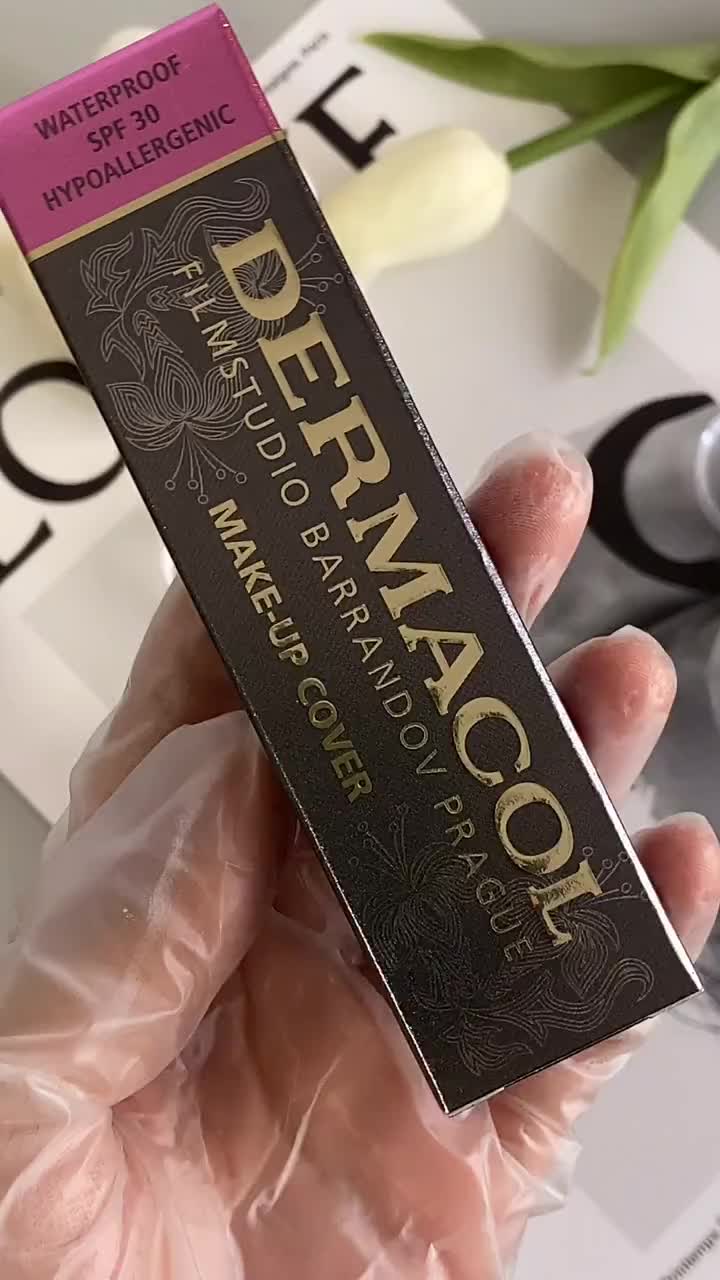 WATERPROOF
SPF 30
HYPOALLERGENIC
DERMACOL
FILMSTUDIO BARRANDOV PRAGUE
MAKE-UP COVER